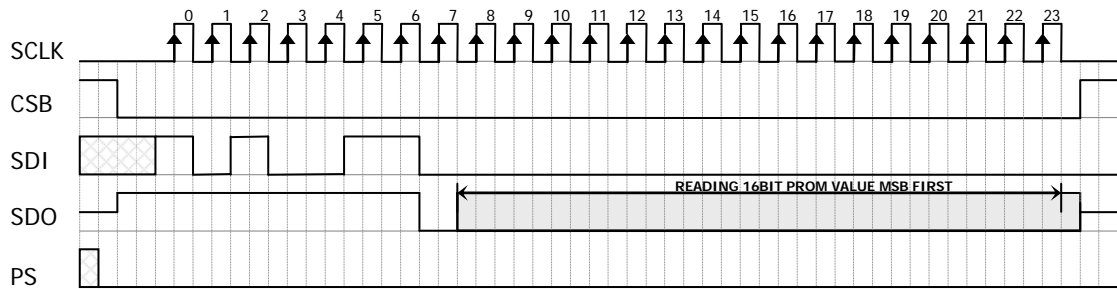 0 1 2 3 4 5 6 7 8 9 10 11 12 13 14 15 16 17 18 19 20 21 22 23
SCLK
CSB
SDI
READING 16BIT PROM VALUE MSB FIRST
SDO
PS